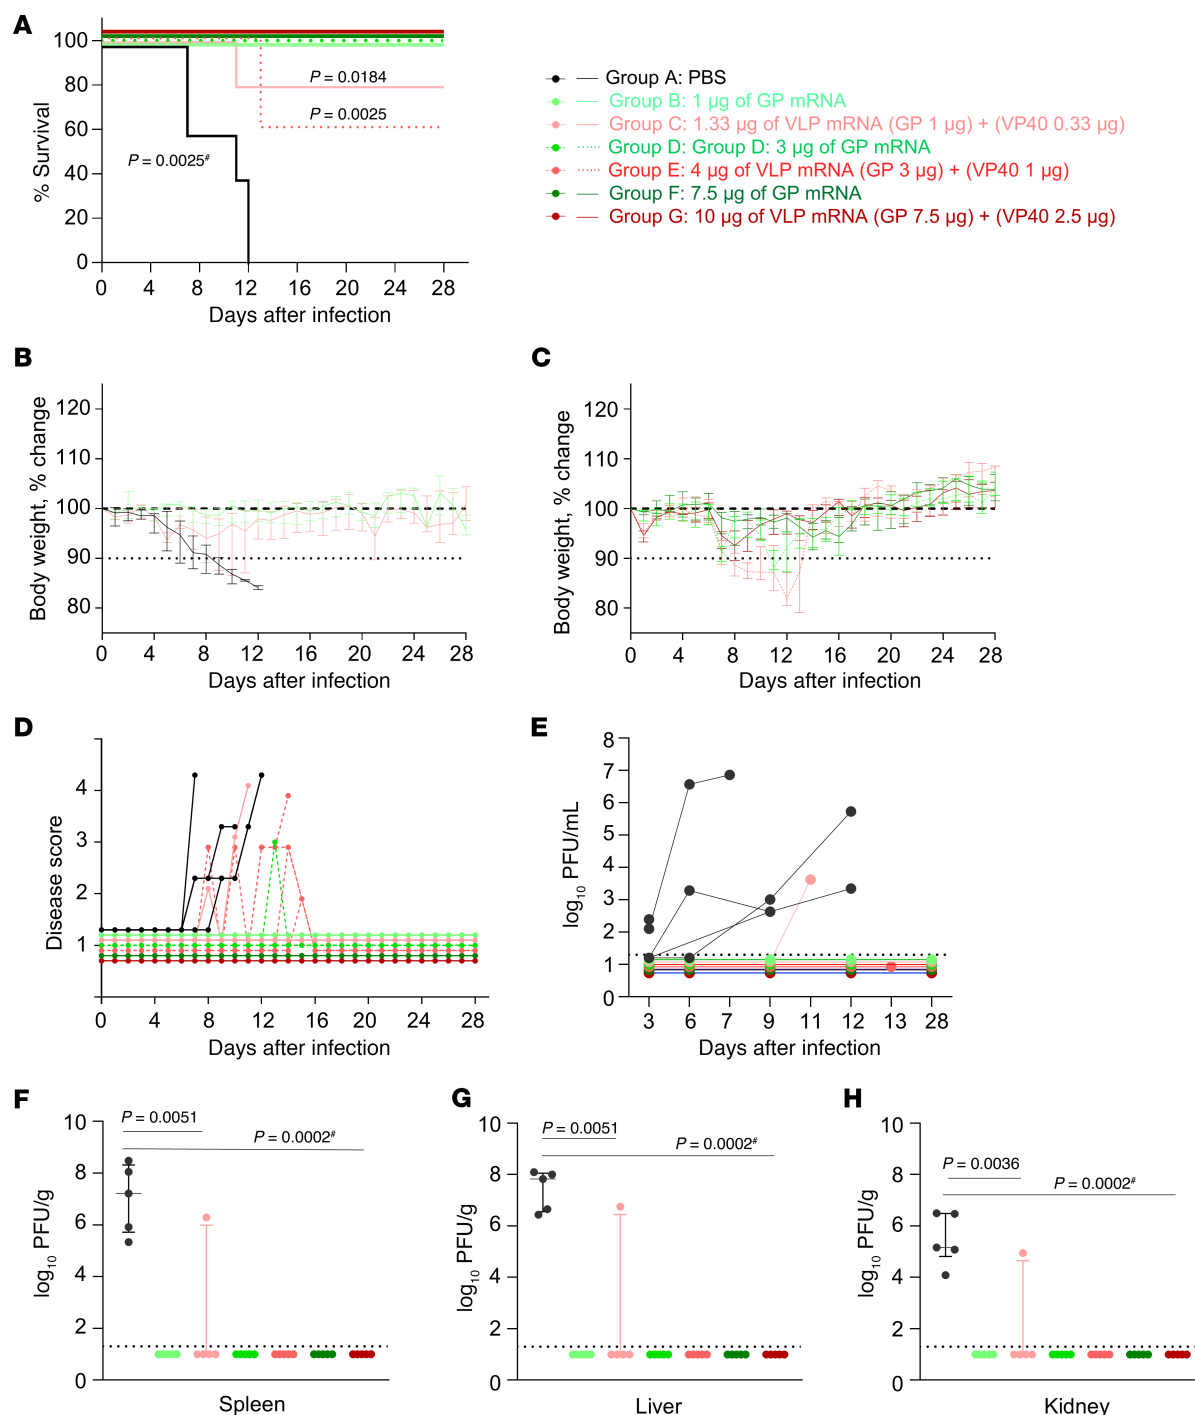 A
100
80
60
40
20
0
% Survival
P = 0.0184
P = 0.0025
P = 0.0025#
0 4 8 12 16 20 24 28
Days after infection
Group A: PBS
Group B: 1 µg of GP mRNA
Group C: 1.33 µg of VLP mRNA (GP 1 µg) + (VP40 0.33 µg)
Group D: Group D: 3 µg of GP mRNA
Group E: 4 µg of VLP mRNA (GP 3 µg) + (VP40 1 µg)
Group F: 7.5 µg of GP mRNA
Group G: 10 µg of VLP mRNA (GP 7.5 µg) + (VP40 2.5 µg)
B
120
110
100
90
80
Body weight, % change
0 4 8 12 16 20 24 28
Days after infection
C
120
110
100
90
80
Body weight, % change
0 4 8 12 16 20 24 28
Days after infection
D
4
3
2
1
Disease score
0 4 8 12 16 20 24 28
Days after infection
E
8
7
6
5
4
3
2
1
0
log10 PFU/mL
3 6 7 9 11 12 13 28
Days after infection
F
10
8
6
4
2
0
log10 PFU/g
P = 0.0051
P = 0.0002#
Spleen
G
10
8
6
4
2
0
log10 PFU/g
P = 0.0051
P = 0.0002#
Liver
H
10
8
6
4
2
0
log10 PFU/g
P = 0.0036
P = 0.0002#
Kidney